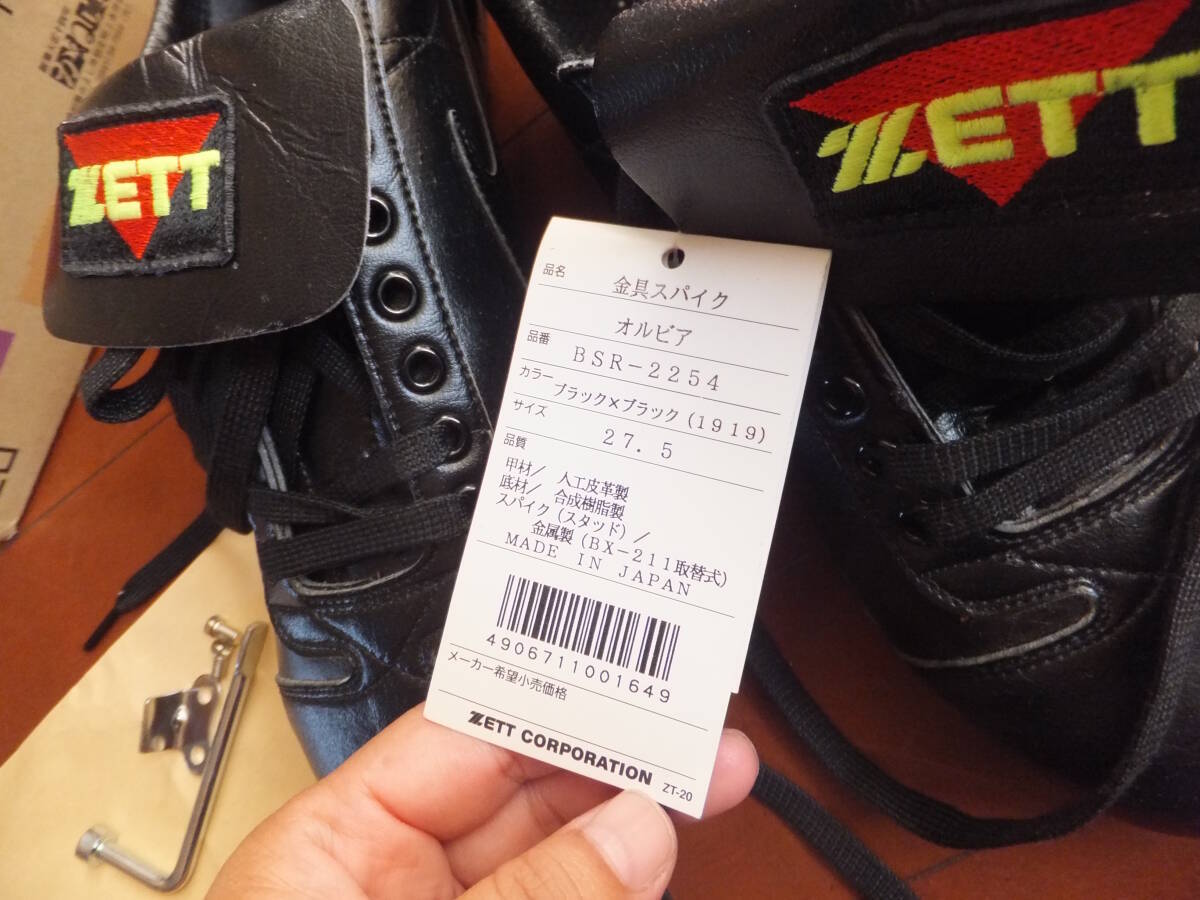 ZETT
ZETT
品名 金具スパイク
オルビア
品番 BSR-2254
カラー ブラック×ブラック(1919)
サイズ 27.5
品質
甲材/ 人工皮革製
底材/ 合成樹脂製
スパイク(スタッド)/
金属製(BX-211取替式)
MADE IN JAPAN
4906711001649
メーカー希望小売価格
ZETT CORPORATION
ZT-20